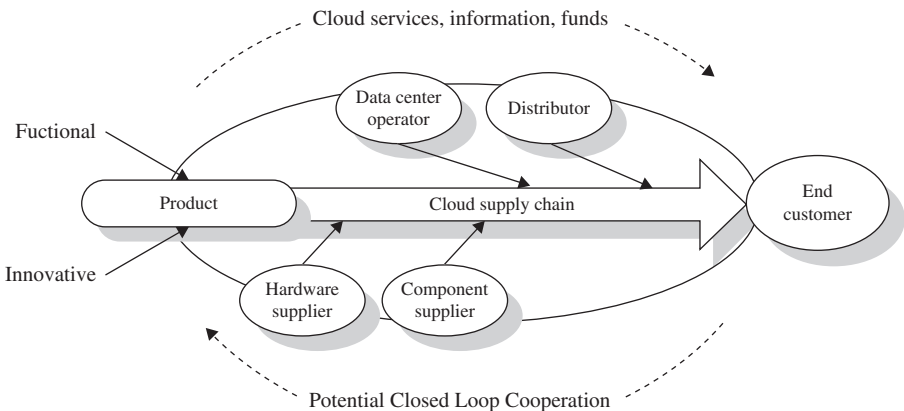 Cloud services, information, funds
Data center
operator
Distributor
Fuctional
Product
Cloud supply chain
End
customer
Innovative
Hardware
supplier
Component
supplier
Potential Closed Loop Cooperation